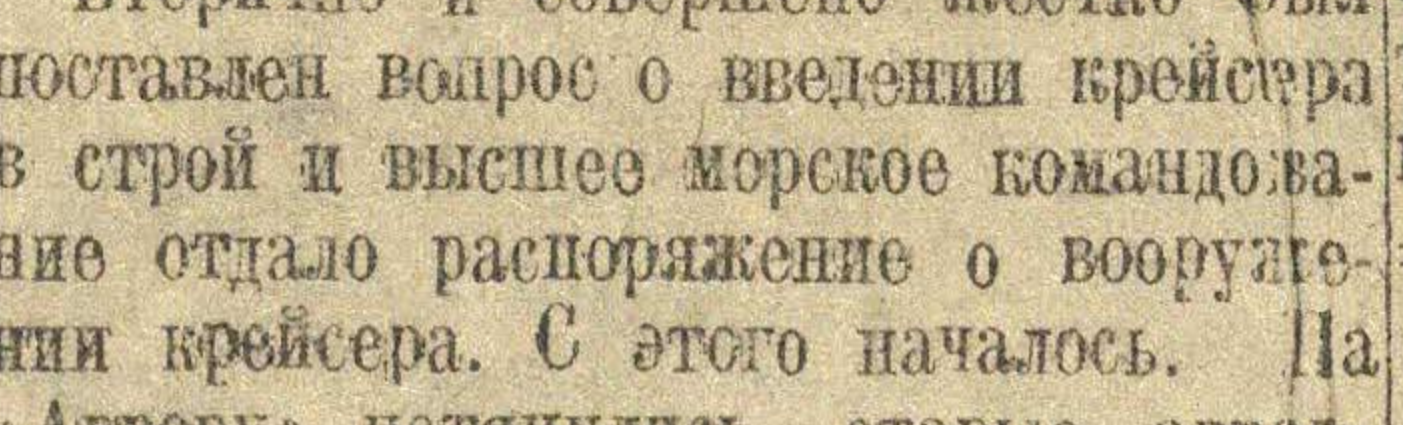 поставлен вопрос о введении крейсера
в строй и высшее морское командова-
ние отдало распоряжение о вооруже-
нии крейсера. С этого началось. На